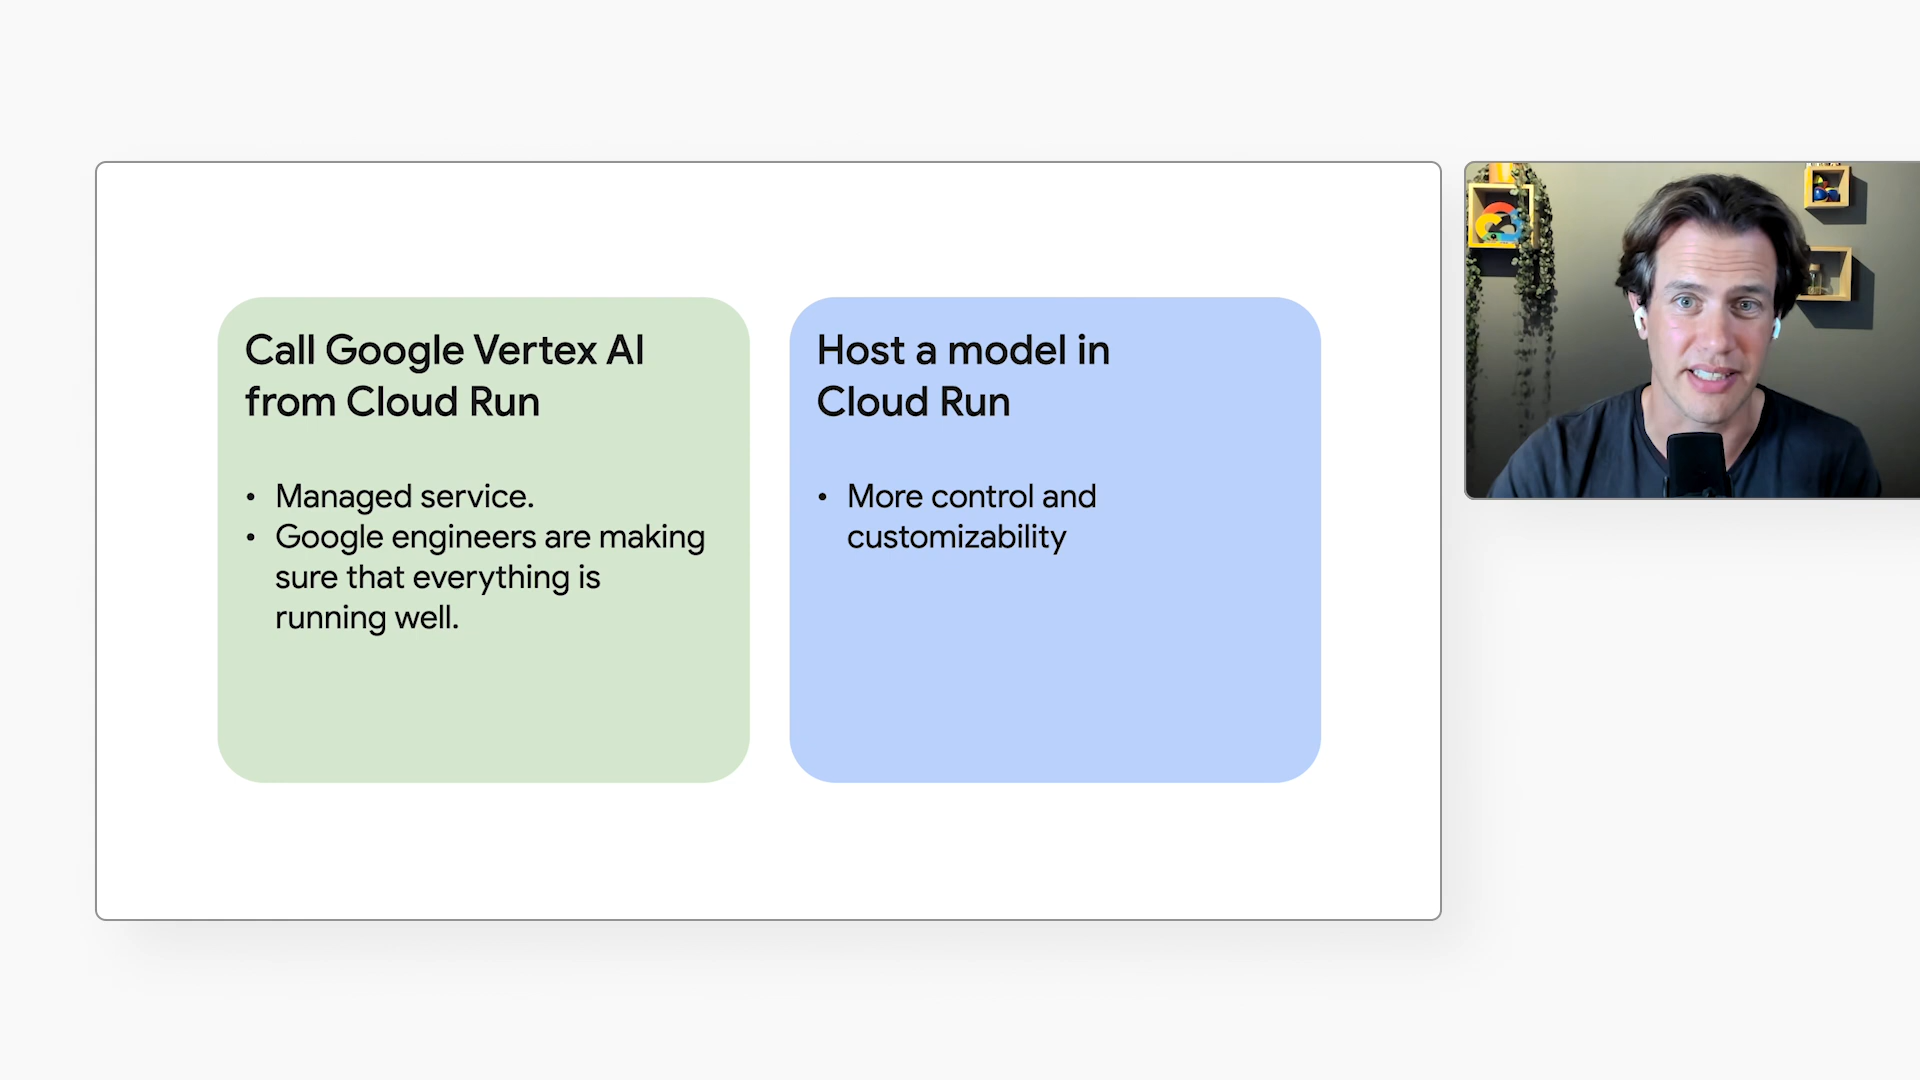 Call Google Vertex AI
from Cloud Run
• Managed service.
• Google engineers are making
sure that everything is
running well.
Host a model in
Cloud Run
• More control and
customizability